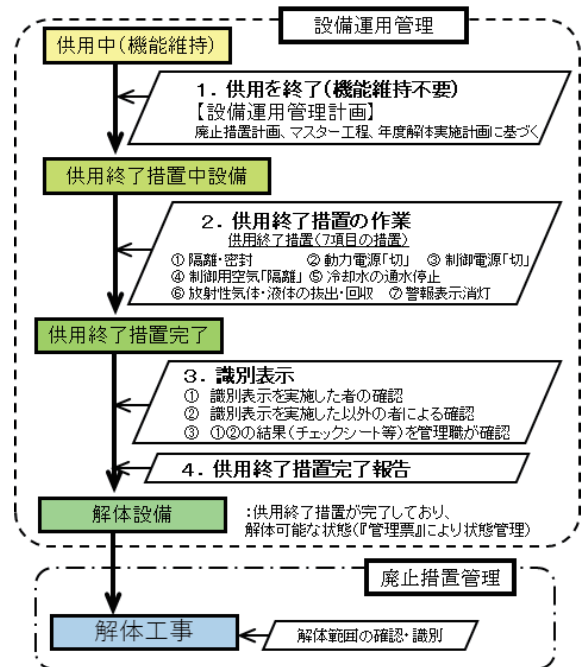 設備運用管理
供用中(機能維持)
1．供用を終了(機能維持不要)
【設備運用管理計画】
廃止措置計画、マスター工程、年度解体実施計画に基づく
供用終了措置中設備
2．供用終了措置の作業
供用終了措置(7項目の措置)
① 隔離・密封 ② 動力電源「切」 ③ 制御電源「切」
④ 制御用空気「隔離」 ⑤ 冷却水の通水停止
⑥ 放射性気体・液体の抜出・回収 ⑦ 警報表示消灯
供用終了措置完了
3．識別表示
① 識別表示を実施した者の確認
② 識別表示を実施した以外の者による確認
③ ①②の結果(チェックシート等)を管理職が確認
4．供用終了措置完了報告
解体設備
:供用終了措置が完了しており、
解体可能な状態(『管理票』により状態管理)
廃止措置管理
解体工事
解体範囲の確認・識別